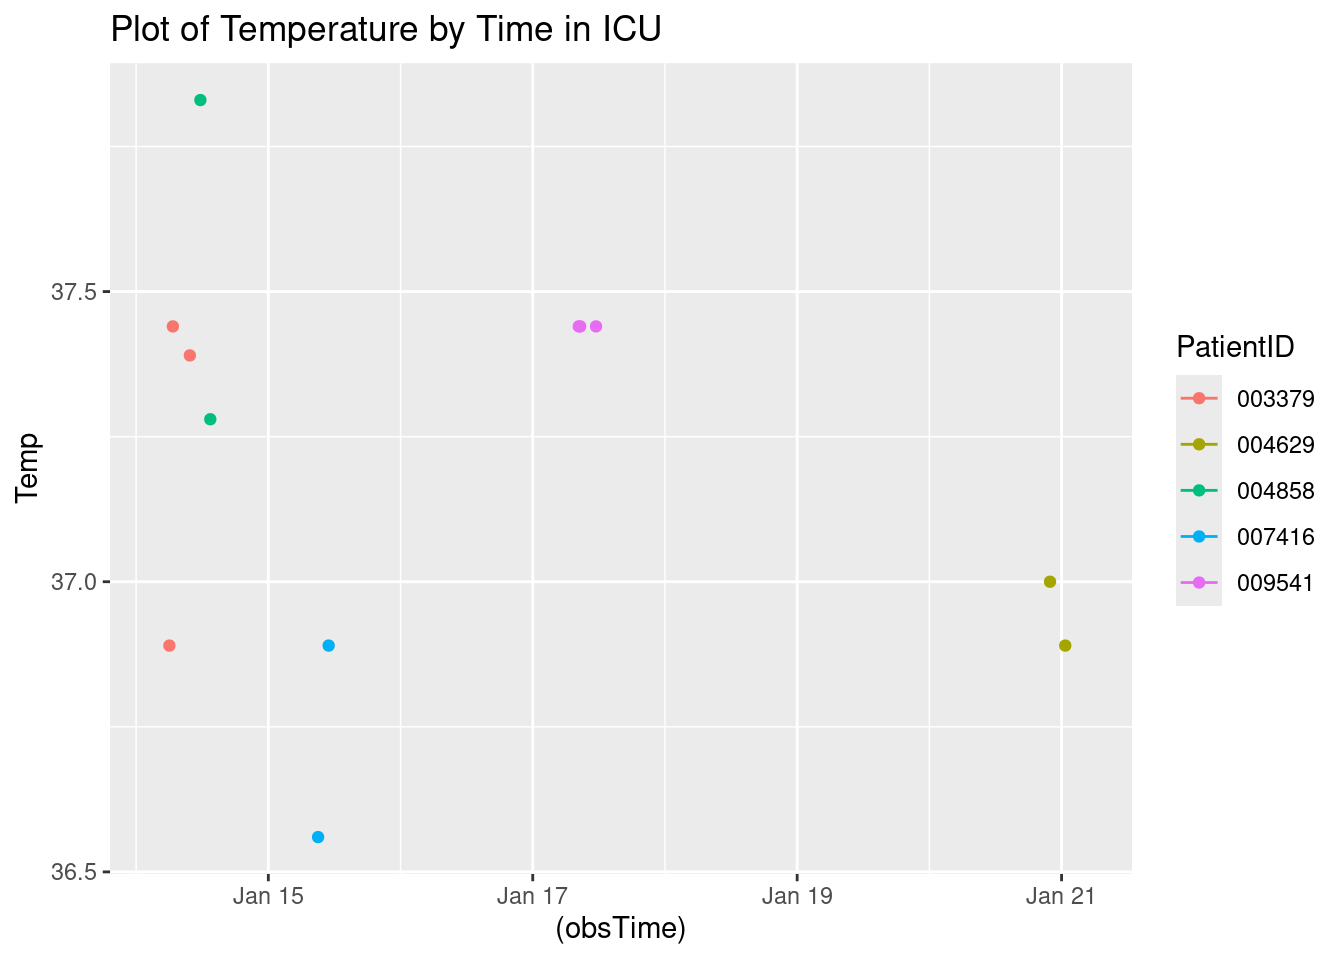 Plot of Temperature by Time in ICU
Temp
37.5
37.0
36.5
Jan 15
Jan 17
Jan 19
Jan 21
(obsTime)
PatientID
003379
004629
004858
007416
009541